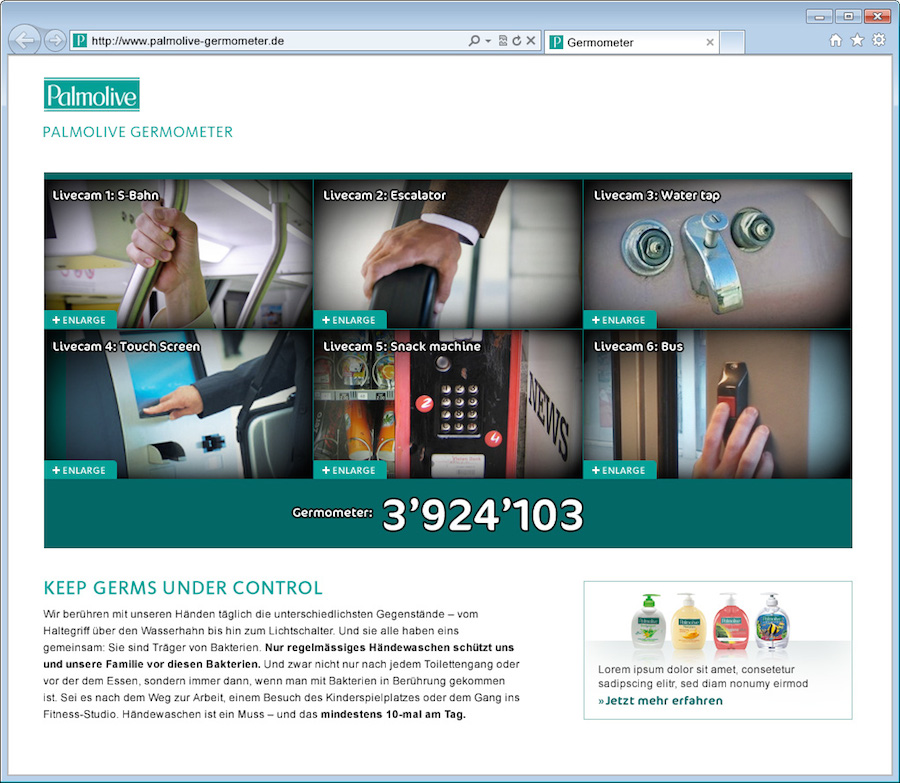 http://www.palmolive-germometer.de
Germometer
Palmolive
PALMOLIVE GERMOMETER
Livecam 1: S-Bahn
Livecam 2: Escalator
Livecam 3: Water tap
+ ENLARGE
+ ENLARGE
+ ENLARGE
Livecam 4: Touch Screen
Livecam 5: Snack machine
Livecam 6: Bus
2
NEWS
4
+ ENLARGE
+ ENLARGE
+ ENLARGE
Germometer: 3’924’103
KEEP GERMS UNDER CONTROL
Wir berühren mit unseren Händen täglich die unterschiedlichsten Gegenstände – vom
Haltegriff über den Wasserhahn bis hin zum Lichtschalter. Und sie alle haben eins
gemeinsam: Sie sind Träger von Bakterien. Nur regelmässiges Händewaschen schützt uns
und unsere Familie vor diesen Bakterien. Und zwar nicht nur nach jedem Toilettengang oder
vor der dem Essen, sondern immer dann, wenn man mit Bakterien in Berührung gekommen
ist. Sei es nach dem Weg zur Arbeit, einem Besuch des Kinderspielplatzes oder dem Gang ins
Fitness-Studio. Händewaschen ist ein Muss – und das mindestens 10-mal am Tag.
Lorem ipsum dolor sit amet, consetetur
sadipscing elitr, sed diam nonumy eirmod
»Jetzt mehr erfahren